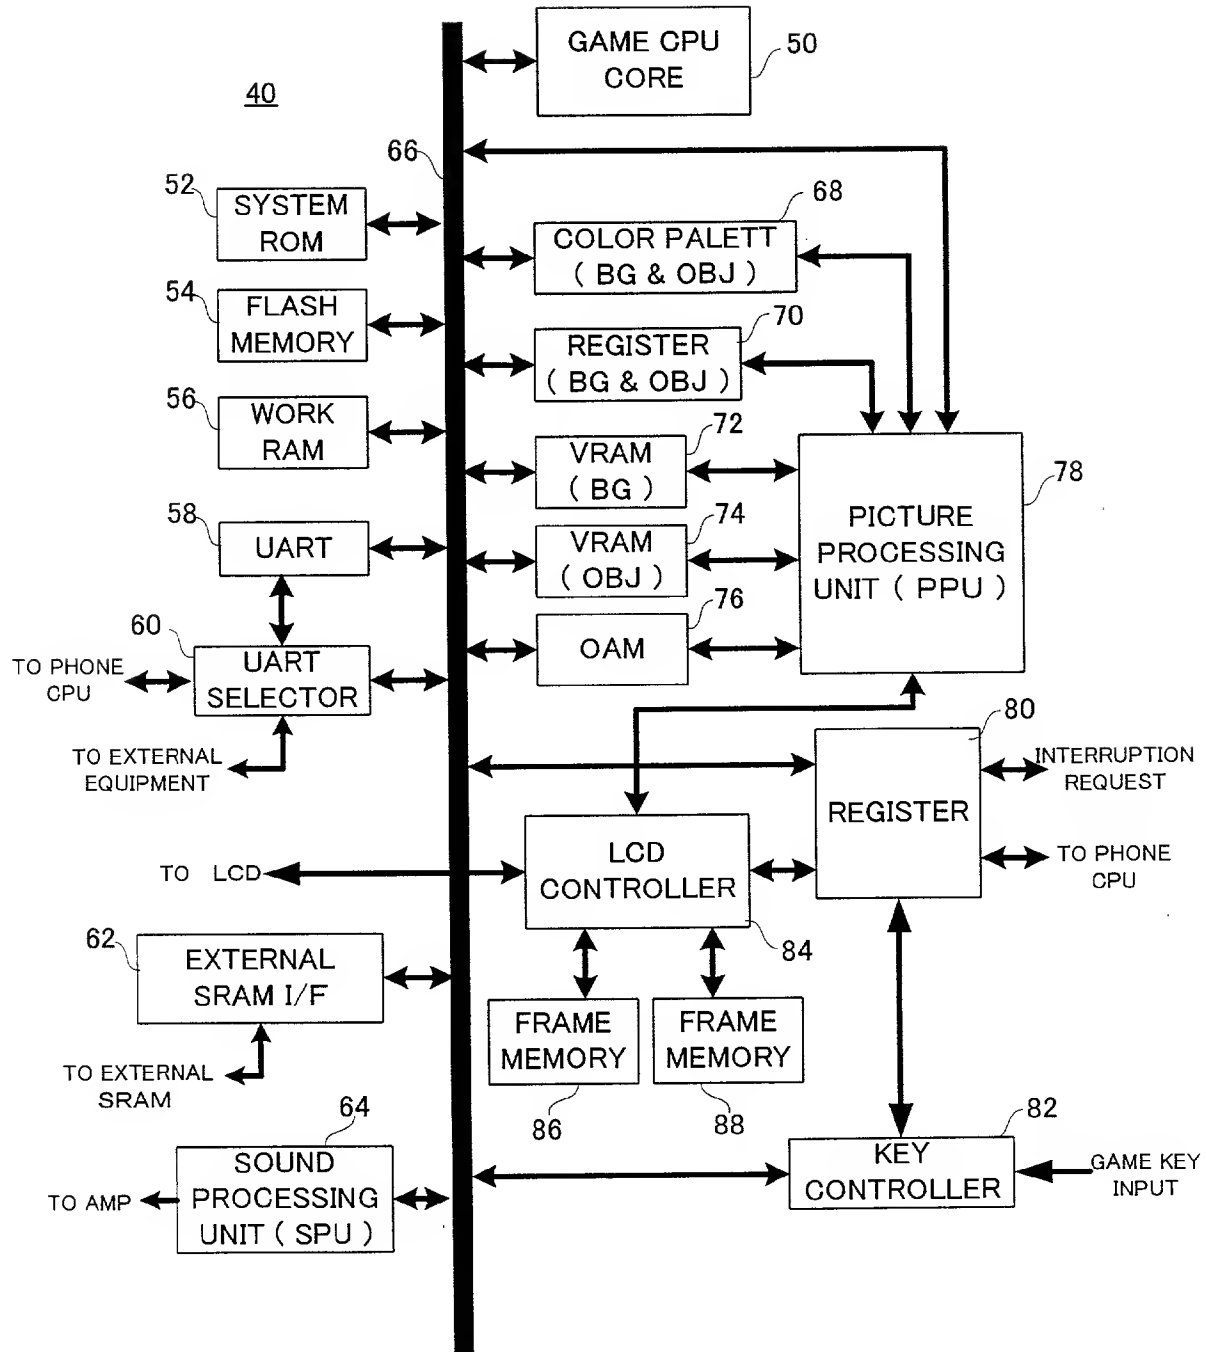 GAME CPU
CORE
50
40
66
52
SYSTEM
ROM
68
COLOR PALETT
( BG & OBJ )
54
FLASH
MEMORY
70
REGISTER
( BG & OBJ )
56
WORK
RAM
72
VRAM
( BG )
78
PICTURE
PROCESSING
UNIT ( PPU )
58
UART
74
VRAM
( OBJ )
60
UART
SELECTOR
TO PHONE
CPU
76
OAM
TO EXTERNAL
EQUIPMENT
80
REGISTER
INTERRUPTION
REQUEST
TO PHONE
CPU
TO LCD
LCD
CONTROLLER
84
62
EXTERNAL
SRAM I/F
TO EXTERNAL
SRAM
FRAME
MEMORY
86
FRAME
MEMORY
88
64
SOUND
PROCESSING
UNIT ( SPU )
TO AMP
82
KEY
CONTROLLER
GAME KEY
INPUT